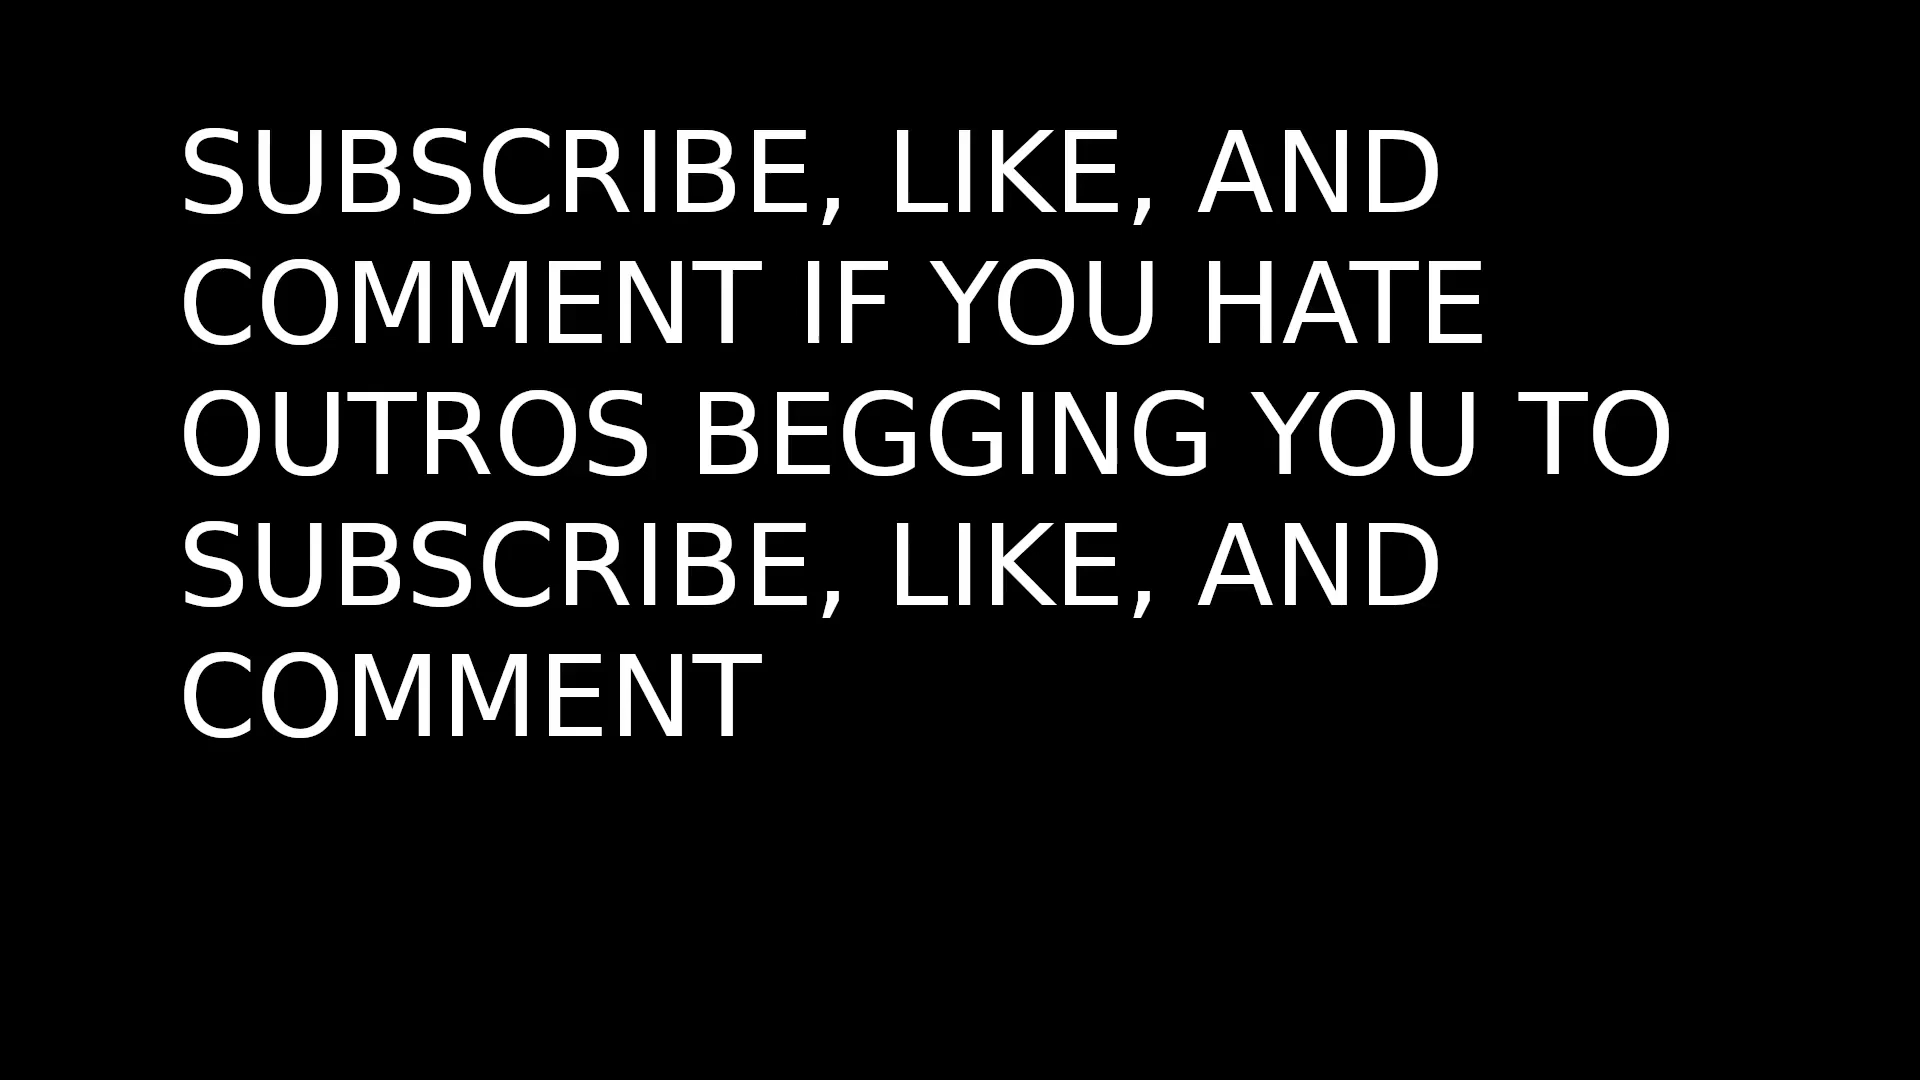 SUBSCRIBE, LIKE, AND
COMMENT IF YOU HATE
OUTROS BEGGING YOU TO
SUBSCRIBE, LIKE, AND
COMMENT